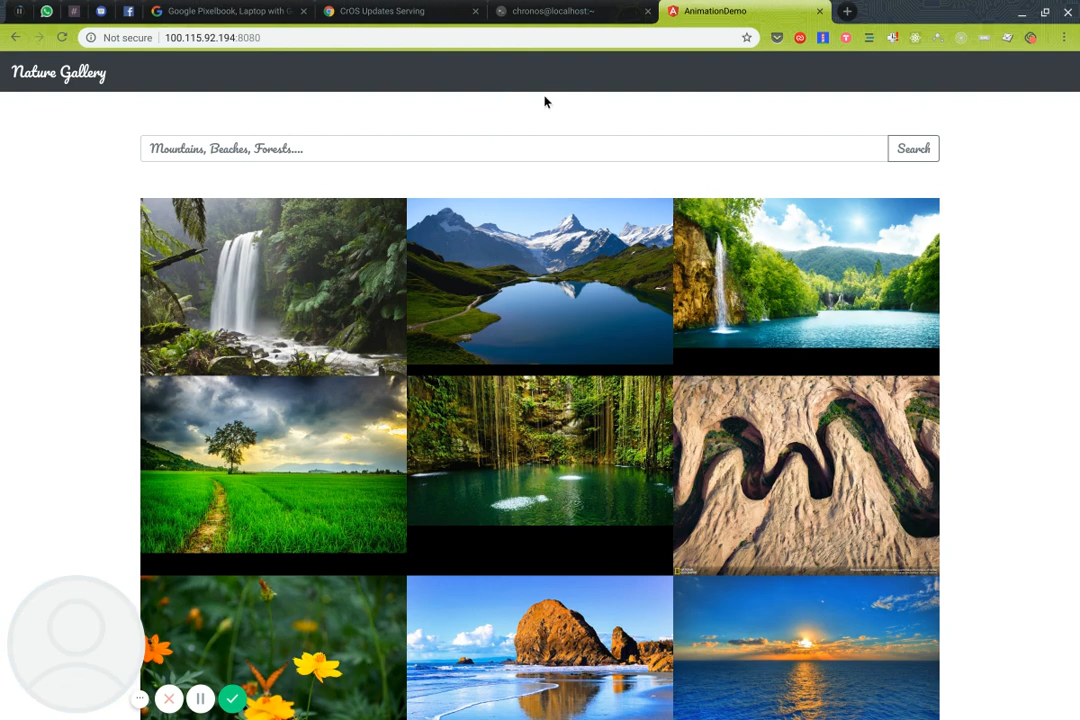 Google Pixelbook, Laptop with G
CrOS Updates Serving
chronos@localhost:~
AnimationDemo
Not secure
100.115.92.194:8080
Nature Gallery
Mountains, Beaches, Forests....
Search